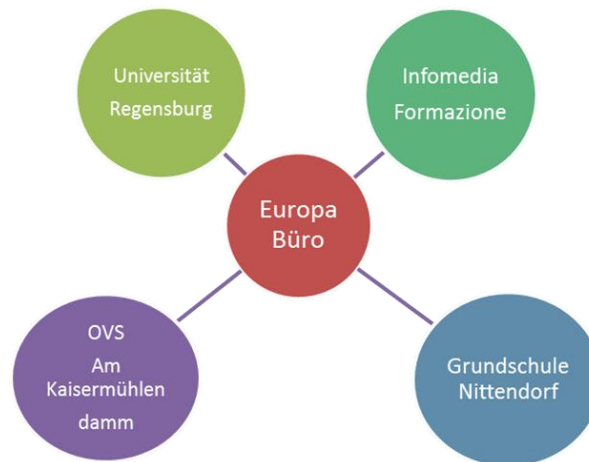 Universität
Regensburg
Infomedia
Formazione
Europa
Büro
OVS
Am
Kaisermühlen
damm
Grundschule
Nittendorf